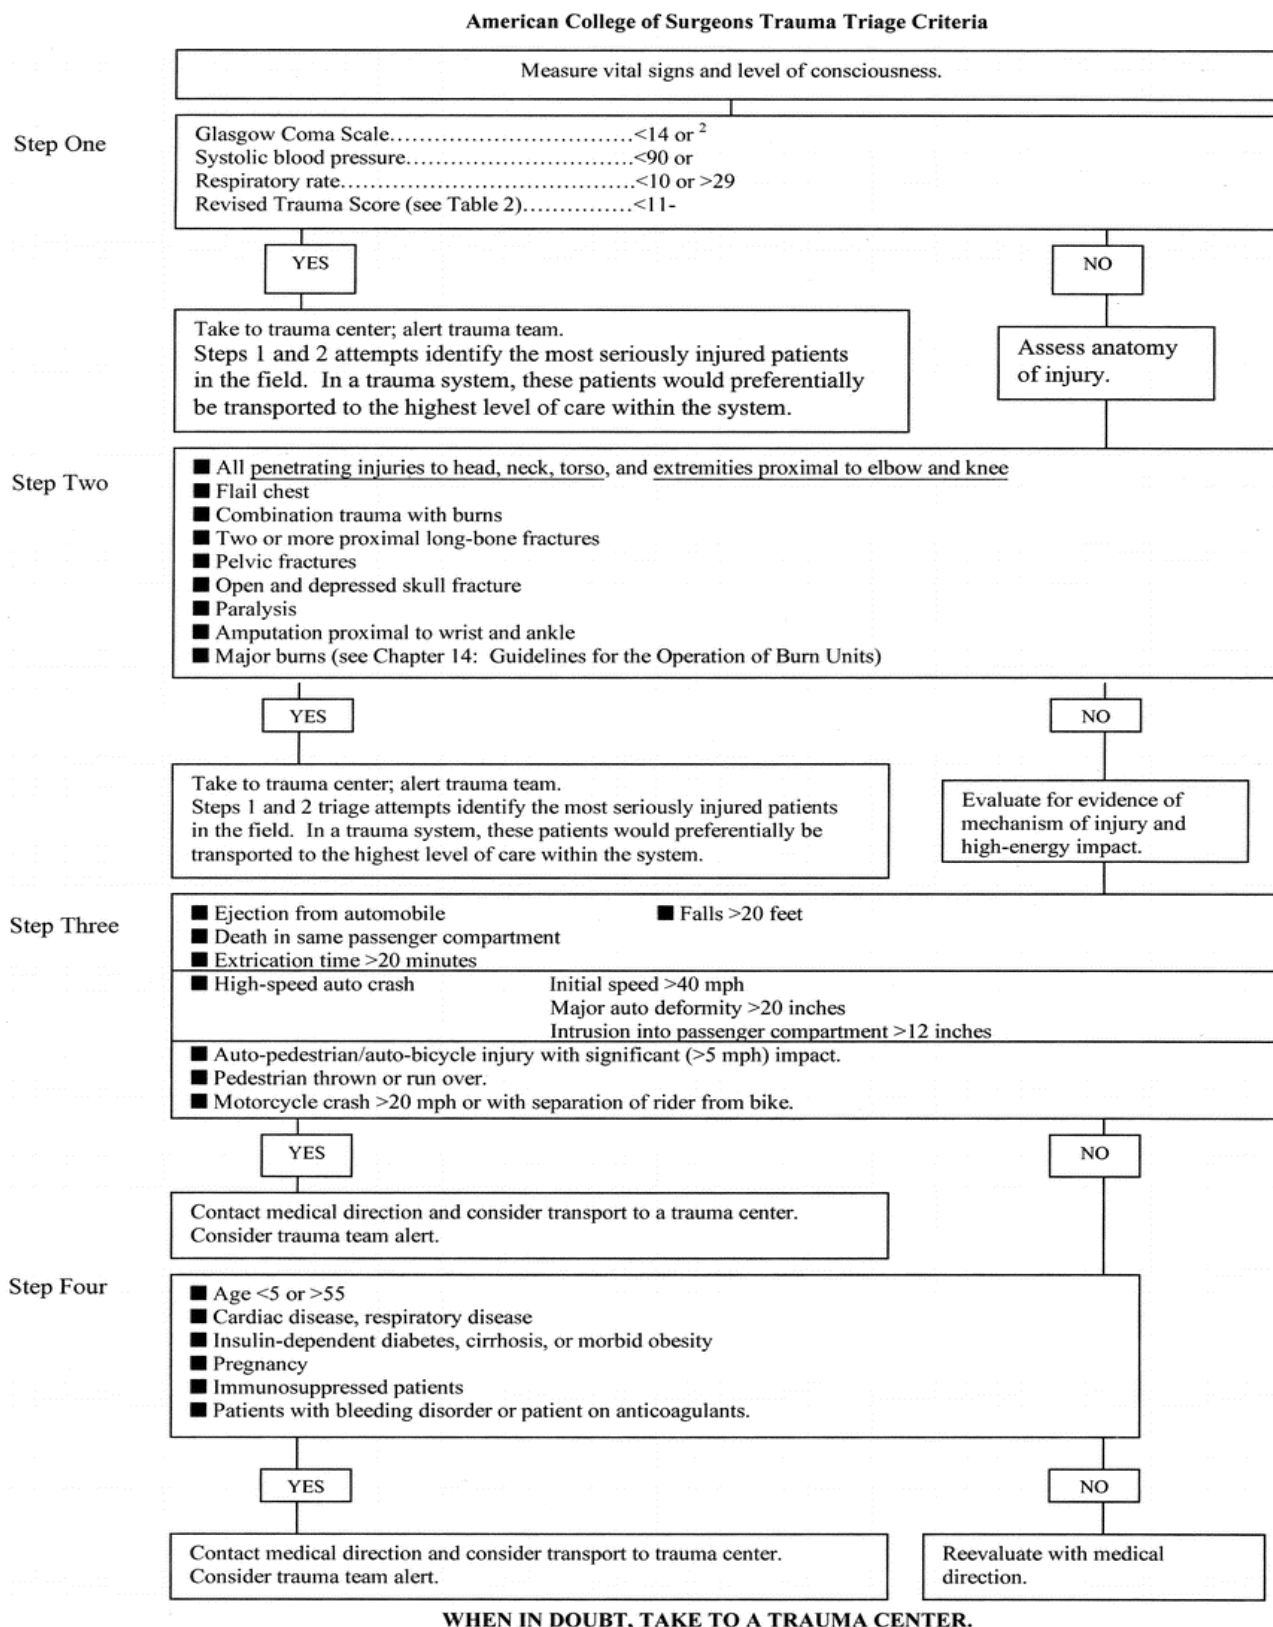 American College of Surgeons Trauma Triage Criteria
Measure vital signs and level of consciousness.
Step One
Glasgow Coma Scale................................<14 or 2
Systolic blood pressure..............................<90 or
Respiratory rate.......................................<10 or >29
Revised Trauma Score (see Table 2)...............<11-
YES
NO
Take to trauma center; alert trauma team.
Steps 1 and 2 attempts identify the most seriously injured patients
in the field. In a trauma system, these patients would preferentially
be transported to the highest level of care within the system.
Assess anatomy
of injury.
Step Two
■ All penetrating injuries to head, neck, torso, and extremities proximal to elbow and knee
■ Flail chest
■ Combination trauma with burns
■ Two or more proximal long-bone fractures
■ Pelvic fractures
■ Open and depressed skull fracture
■ Paralysis
■ Amputation proximal to wrist and ankle
■ Major burns (see Chapter 14: Guidelines for the Operation of Burn Units)
YES
NO
Take to trauma center; alert trauma team.
Steps 1 and 2 triage attempts identify the most seriously injured patients
in the field. In a trauma system, these patients would preferentially be
transported to the highest level of care within the system.
Evaluate for evidence of
mechanism of injury and
high-energy impact.
Step Three
■ Ejection from automobile ■ Falls >20 feet
■ Death in same passenger compartment
■ Extrication time >20 minutes
■ High-speed auto crash Initial speed >40 mph
Major auto deformity >20 inches
Intrusion into passenger compartment >12 inches
■ Auto-pedestrian/auto-bicycle injury with significant (>5 mph) impact.
■ Pedestrian thrown or run over.
■ Motorcycle crash >20 mph or with separation of rider from bike.
YES
NO
Contact medical direction and consider transport to a trauma center.
Consider trauma team alert.
Step Four
■ Age <5 or >55
■ Cardiac disease, respiratory disease
■ Insulin-dependent diabetes, cirrhosis, or morbid obesity
■ Pregnancy
■ Immunosuppressed patients
■ Patients with bleeding disorder or patient on anticoagulants.
YES
NO
Contact medical direction and consider transport to trauma center.
Consider trauma team alert.
Reevaluate with medical
direction.
WHEN IN DOUBT, TAKE TO A TRAUMA CENTER.